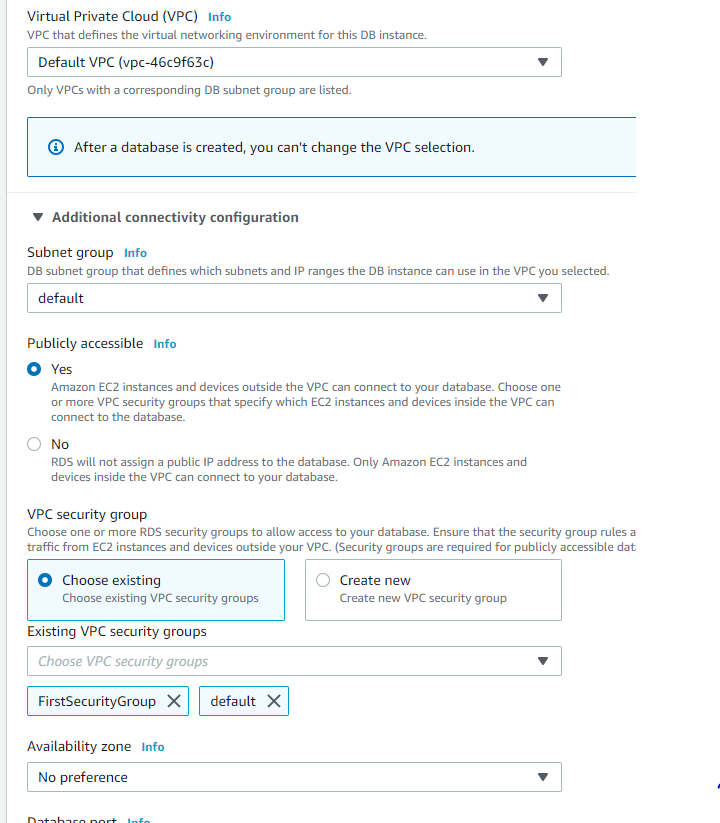 Virtual Private Cloud (VPC) Info
VPC that defines the virtual networking environment for this DB instance.
Default VPC (vpc-46c9f63c)
Only VPCs with a corresponding DB subnet group are listed.
After a database is created, you can't change the VPC selection.
Additional connectivity configuration
Subnet group Info
DB subnet group that defines which subnets and IP ranges the DB instance can use in the VPC you selected.
default
Publicly accessible Info
Yes
Amazon EC2 instances and devices outside the VPC can connect to your database. Choose one
or more VPC security groups that specify which EC2 instances and devices inside the VPC can
connect to the database.
No
RDS will not assign a public IP address to the database. Only Amazon EC2 instances and
devices inside the VPC can connect to your database.
VPC security group
Choose one or more RDS security groups to allow access to your database. Ensure that the security group rules a
traffic from EC2 instances and devices outside your VPC. (Security groups are required for publicly accessible dat
Choose existing
Choose existing VPC security groups
Create new
Create new VPC security group
Existing VPC security groups
Choose VPC security groups
FirstSecurityGroup
default
Availability zone Info
No preference
Database port Info